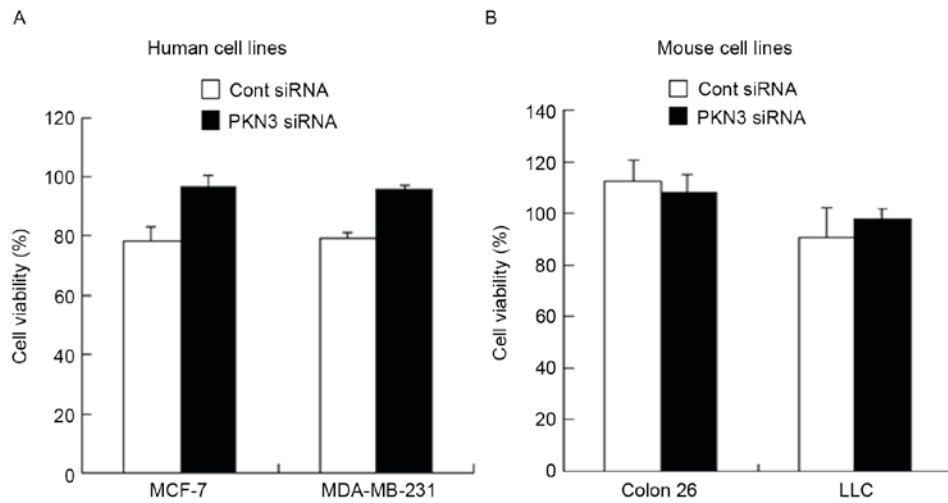 A
Human cell lines
Cont siRNA
PKN3 siRNA
120
100
80
60
40
20
0
Cell viability (%)
MCF-7 MDA-MB-231
B
Mouse cell lines
Cont siRNA
PKN3 siRNA
140
120
100
80
60
40
20
0
Cell viability (%)
Colon 26 LLC